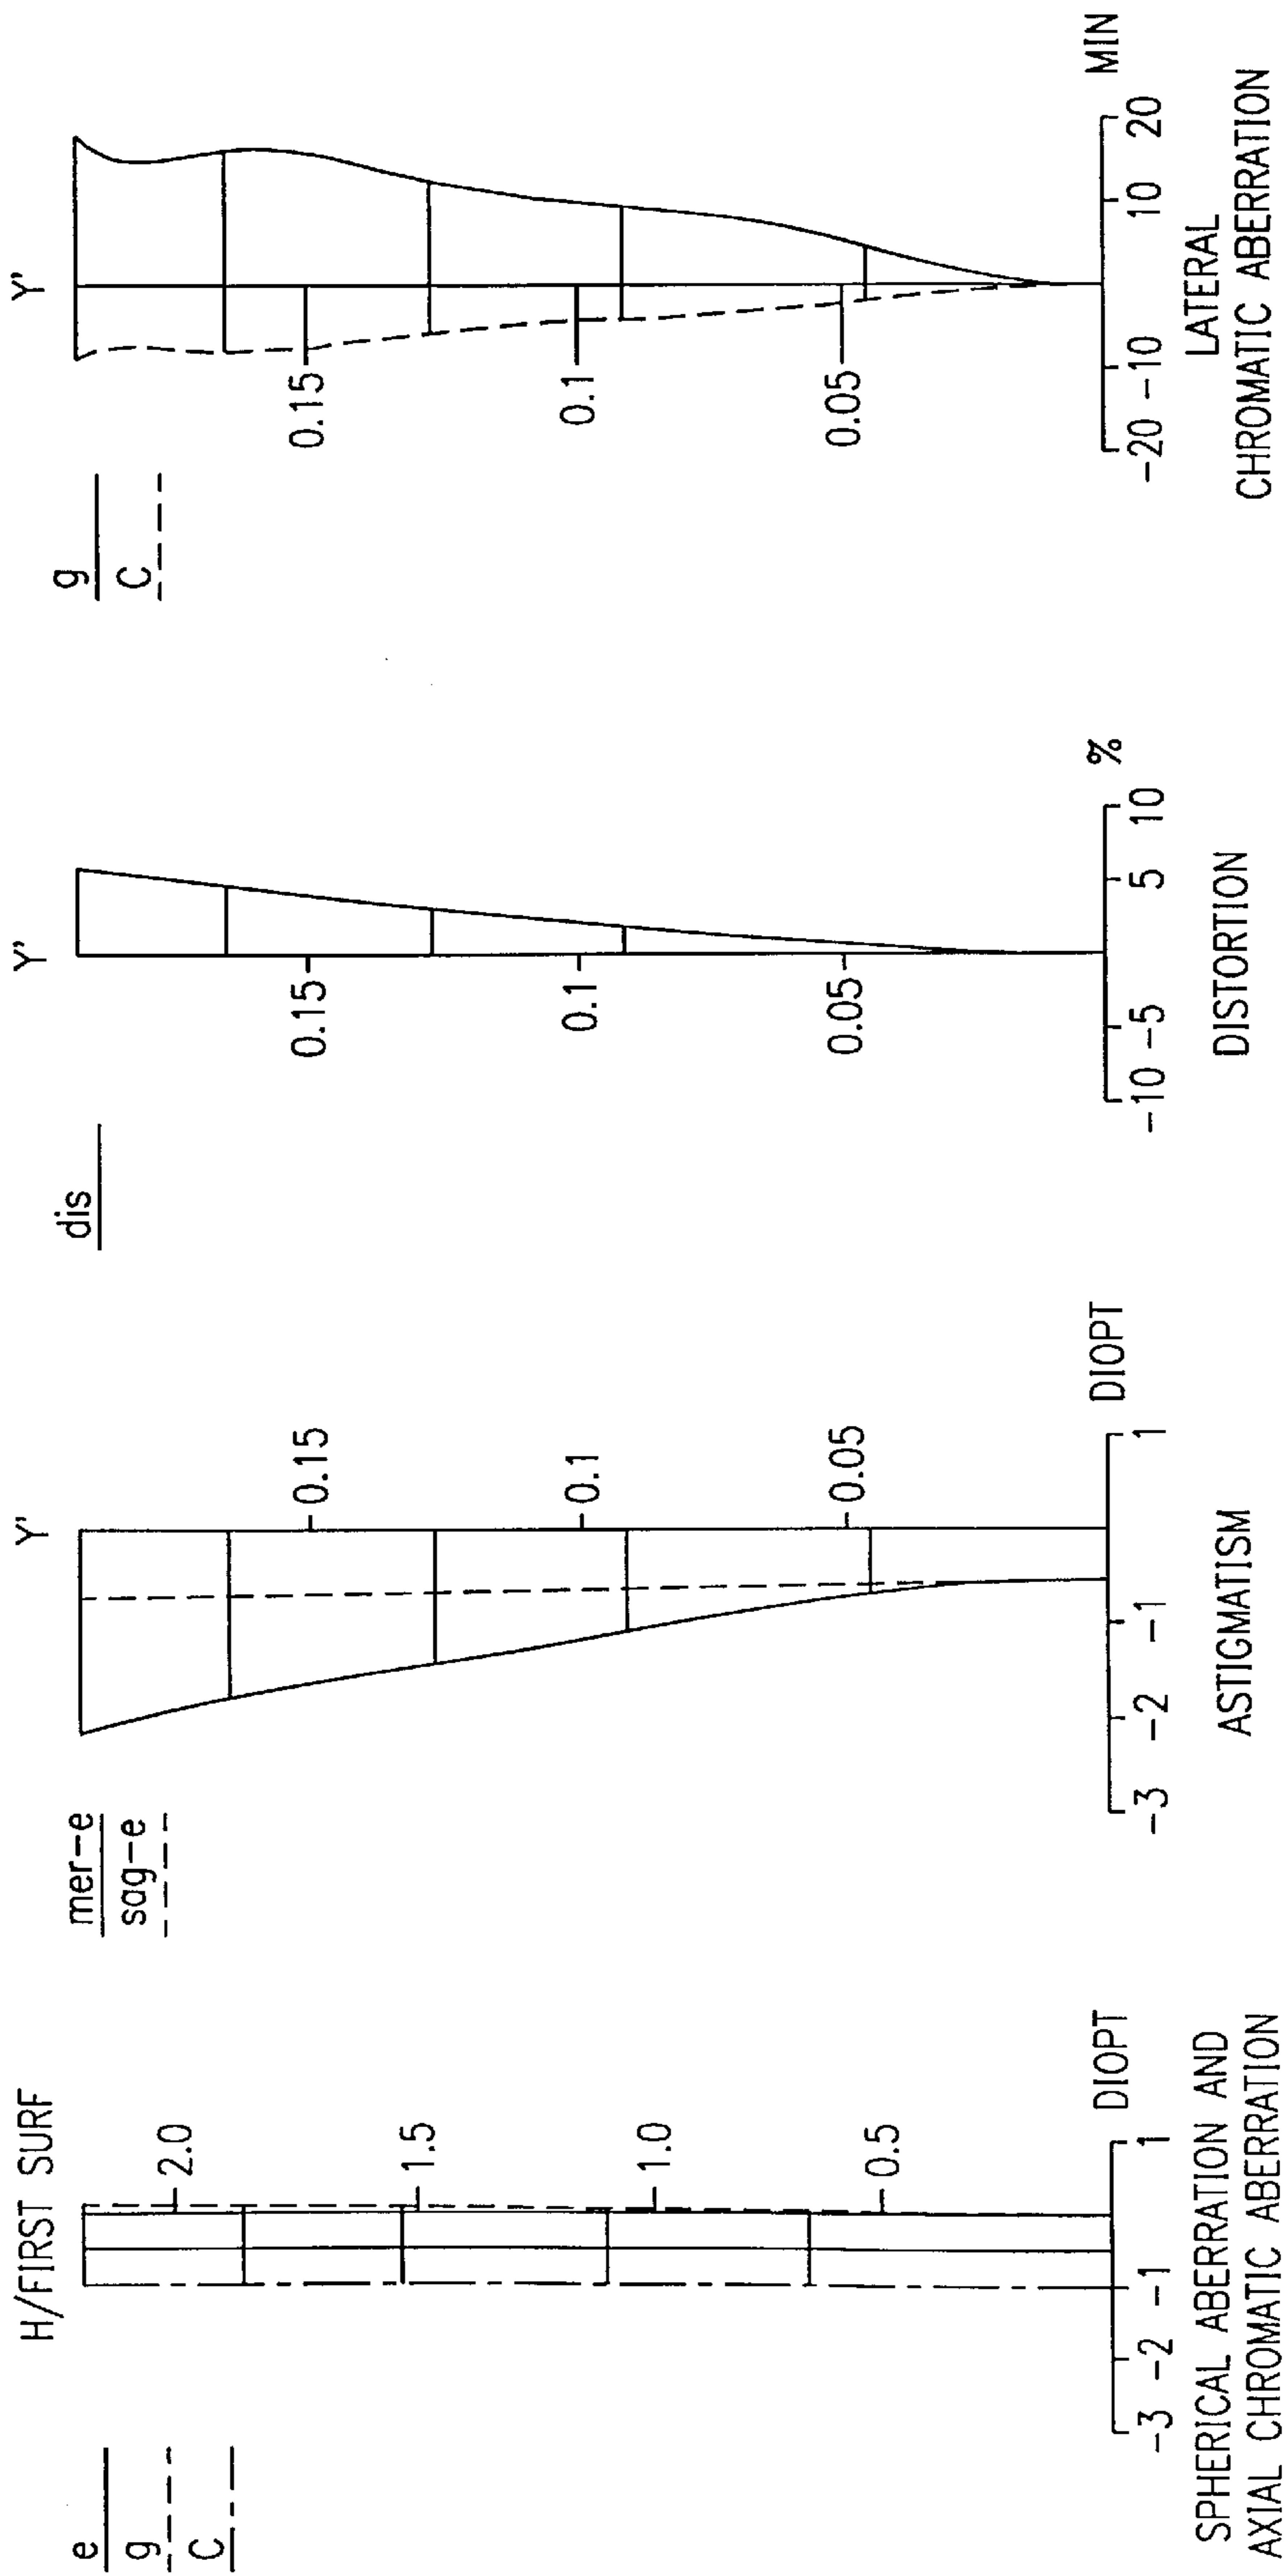 e
g
C
H/FIRST SURF
2.0
1.5
1.0
0.5
DIOPT
-3 -2 -1 1
SPHERICAL ABERRATION AND
AXIAL CHROMATIC ABERRATION
mer-e
sag-e
Y'
0.15
0.1
0.05
DIOPT
-3 -2 -1 1
ASTIGMATISM
dis
Y'
0.15
0.1
0.05
%
-10 -5 5 10
DISTORTION
g
C
Y'
0.15
0.1
0.05
MIN
-20 -10 10 20
LATERAL
CHROMATIC ABERRATION